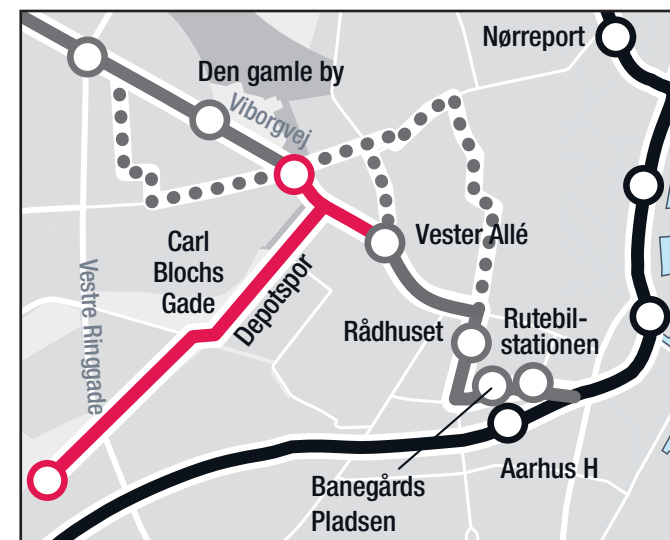 Nørreport
Den gamle by
Viborgvej
Vester Allé
Carl
Blochs
Gade
Depotspor
Vestre Ringgade
Rådhuset
Rutebil-
stationen
Aarhus H
Banegårds
Pladsen